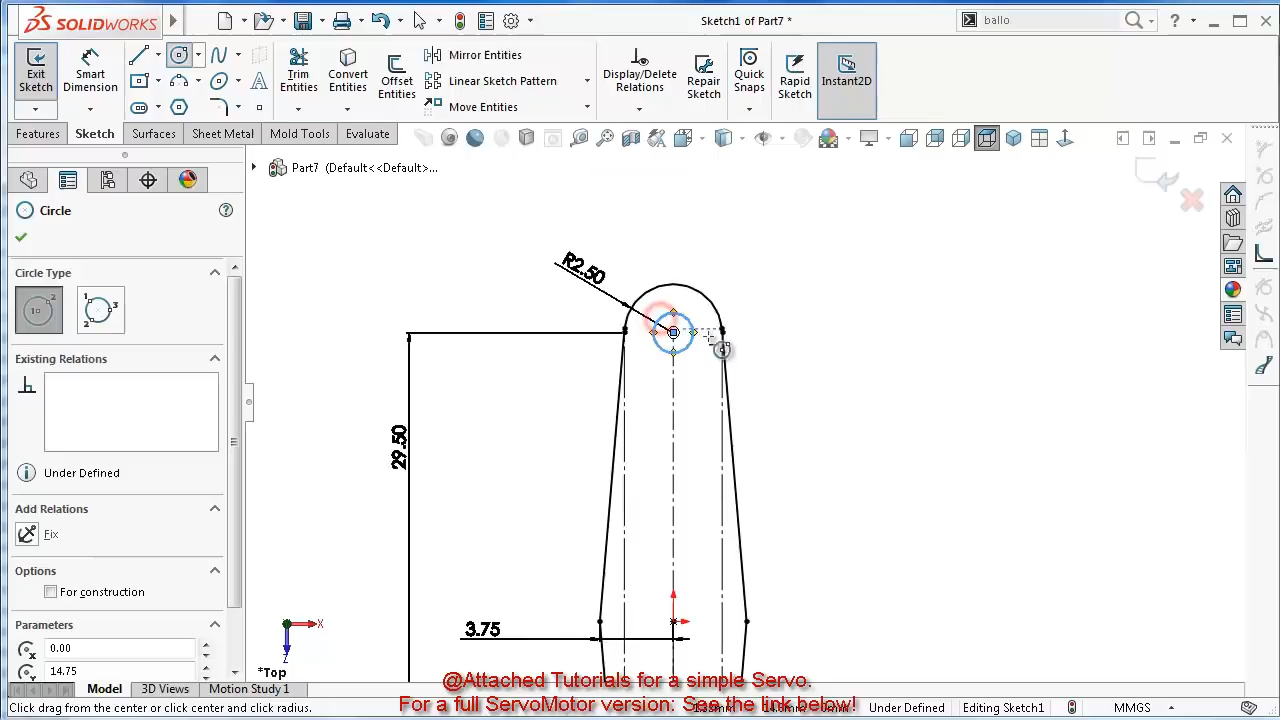 SOLIDWORKS
Sketch1 of Part7 *
ballo
Exit Sketch
Smart Dimension
Trim Entities
Convert Entities
Offset Entities
Mirror Entities
Linear Sketch Pattern
Move Entities
Display/Delete Relations
Repair Sketch
Quick Snaps
Rapid Sketch
Instant2D
Features
Sketch
Surfaces
Sheet Metal
Mold Tools
Evaluate
Part7 (Default<<Default>...
Circle
Circle Type
Existing Relations
Under Defined
Add Relations
Fix
Options
For construction
Parameters
0.00
14.75
R2.50
29.50
3.75
X
Z
*Top
Model
3D Views
Motion Study 1
@Attached Tutorials for a simple Servo.
For a full ServoMotor version: See the link below!
Click drag from the center or click center and click radius.
Under Defined
Editing Sketch1
MMGS